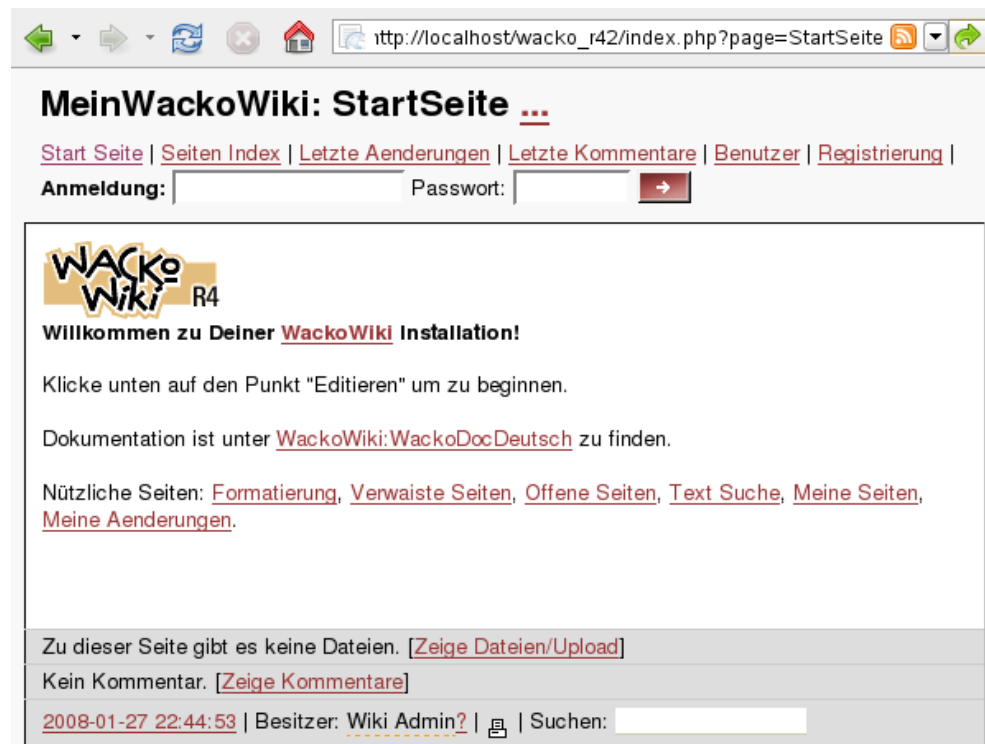 http://localhost/wacko_r42/index.php?page=StartSeite
MeinWackoWiki: StartSeite ...
Start Seite | Seiten Index | Letzte Aenderungen | Letzte Kommentare | Benutzer | Registrierung |
Anmeldung: Passwort:
WACKO
Wiki R4
Willkommen zu Deiner WackoWiki Installation!
Klicke unten auf den Punkt "Editieren" um zu beginnen.
Dokumentation ist unter WackoWiki:WackoDocDeutsch zu finden.
Nützliche Seiten: Formatierung, Verwaiste Seiten, Offene Seiten, Text Suche, Meine Seiten,
Meine Aenderungen.
Zu dieser Seite gibt es keine Dateien. [Zeige Dateien/Upload]
Kein Kommentar. [Zeige Kommentare]
2008-01-27 22:44:53 | Besitzer: Wiki Admin? | | Suchen: